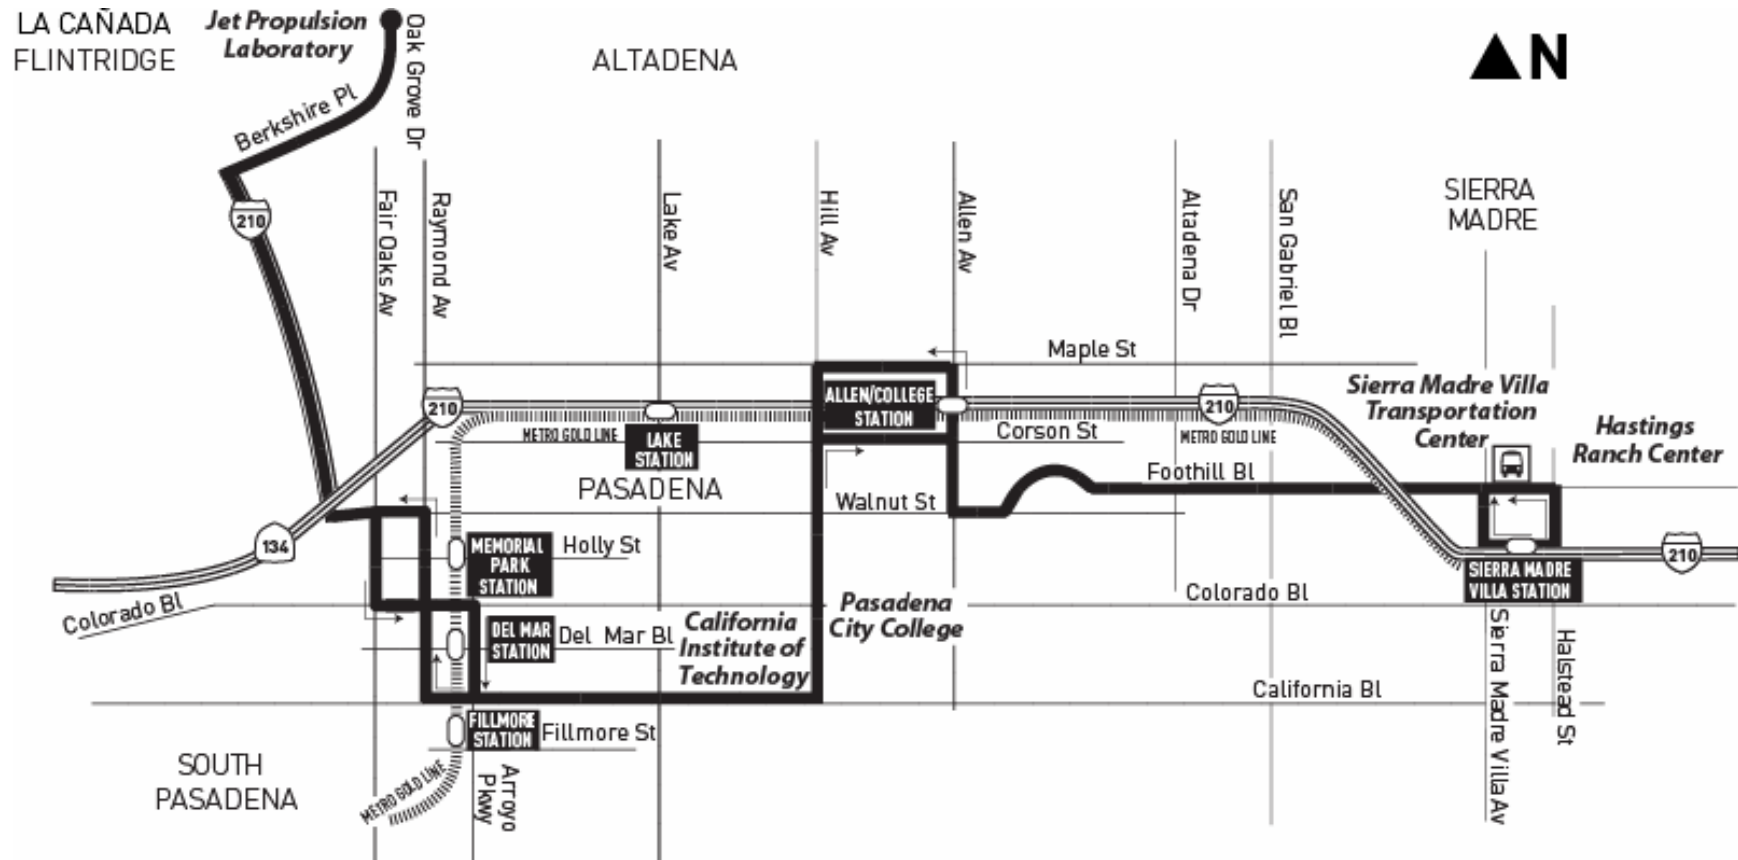 LA CAÑADA
FLINTRIDGE
Jet Propulsion
Laboratory
Oak Grove Dr
ALTADENA
N
Berkshire Pl
210
Fair Oaks Av
Raymond Av
Lake Av
Hill Av
Allen Av
Altadena Dr
San Gabriel Bl
SIERRA
MADRE
Maple St
210
METRO GOLD LINE
LAKE
STATION
ALLEN/COLLEGE
STATION
Corson St
210
METRO GOLD LINE
Sierra Madre Villa
Transportation
Center
Hastings
Ranch Center
PASADENA
Foothill Bl
Walnut St
134
MEMORIAL
PARK
STATION
Holly St
210
SIERRA MADRE
VILLA STATION
Colorado Bl
Colorado Bl
DEL MAR
STATION
Del Mar Bl
California
Institute of
Technology
Pasadena
City College
Sierra Madre Villa Av
Halstead St
California Bl
FILLMORE
STATION
Fillmore St
SOUTH
PASADENA
METRO GOLD LINE
Arroyo
Pkwy